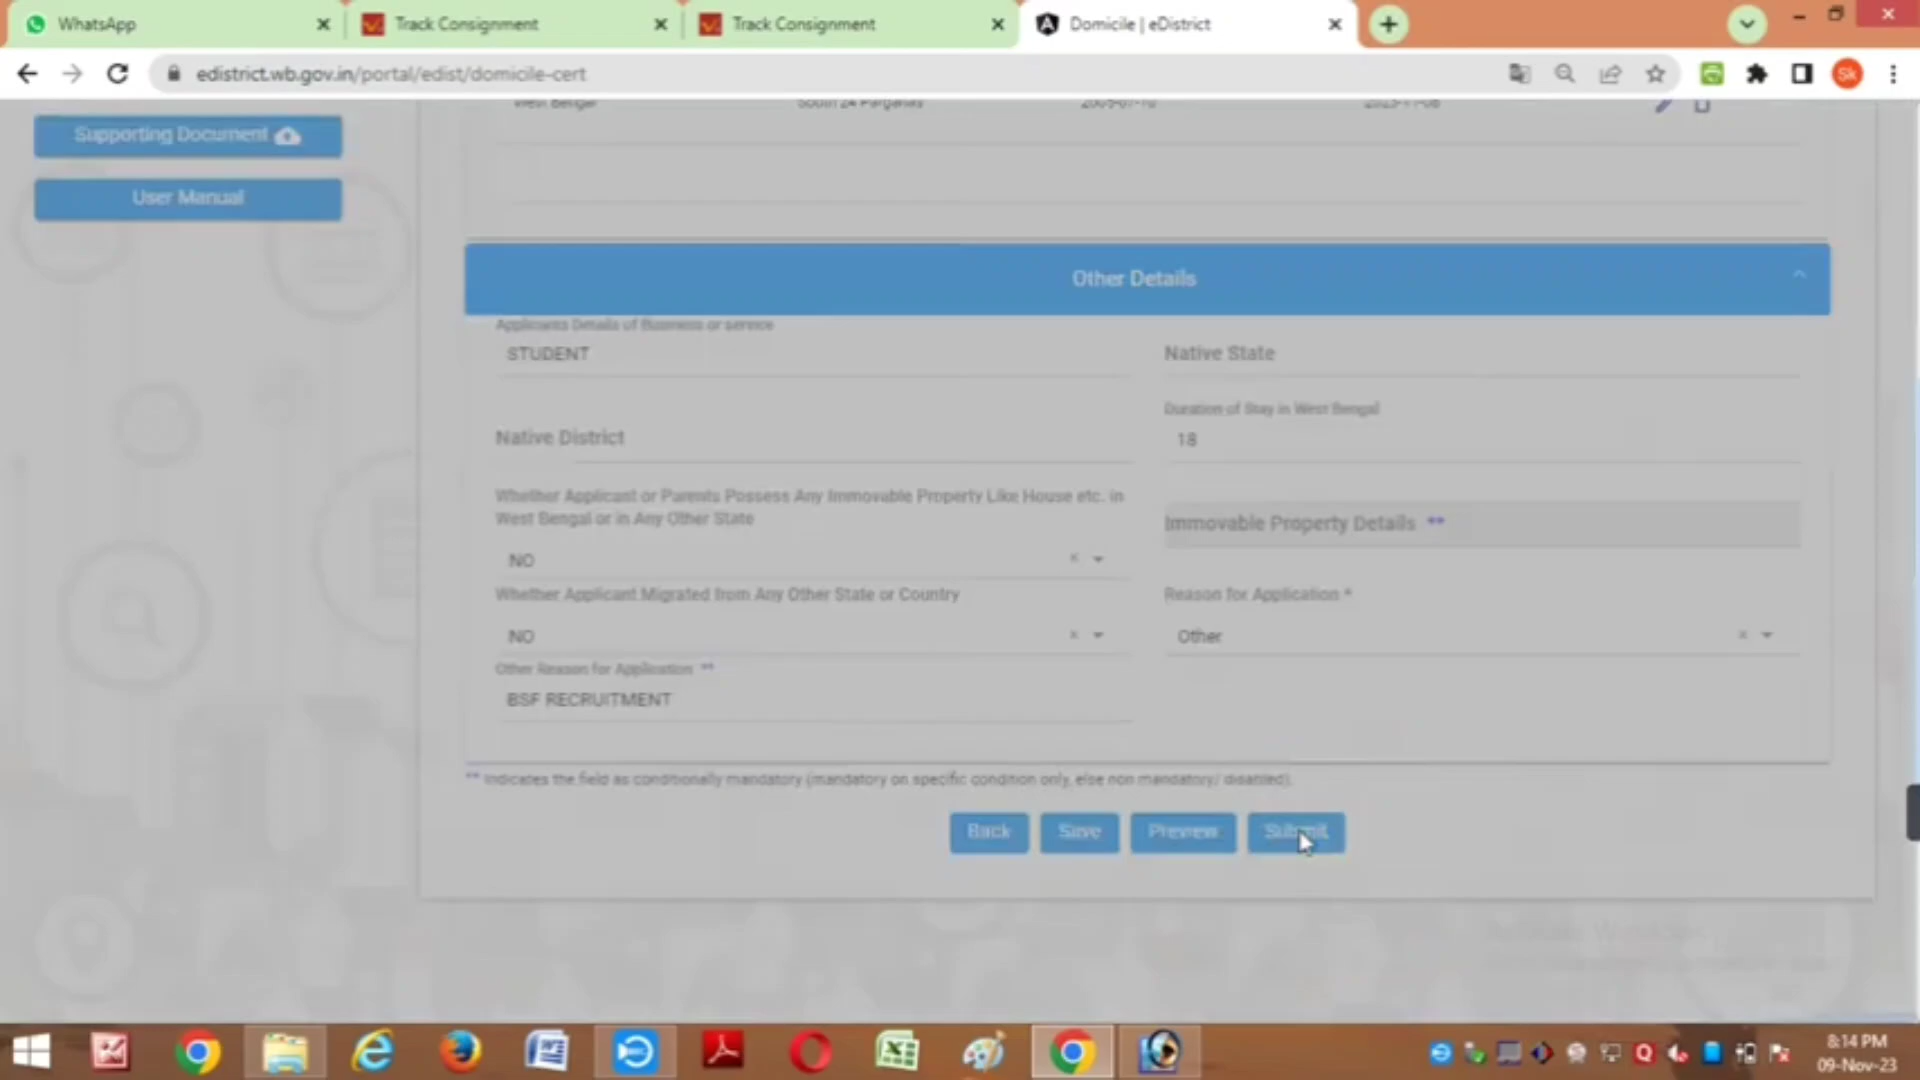 WhatsApp
Track Consignment
Track Consignment
Domicile | eDistrict
edistrict.wb.gov.in/portal/edist/domicile-cert
Sk
West Bengal South 24 Parganas
Supporting Document
User Manual
Other Details
Applicants Details of Business or service
STUDENT
Native State
Duration of Stay in West Bengal
Native District
18
Whether Applicant or Parents Possess Any Immovable Property Like House etc. in
West Bengal or in Any Other State
Immovable Property Details **
NO
Whether Applicant Migrated from Any Other State or Country
Reason for Application *
NO
Other
Other Reason for Application **
BSF RECRUITMENT
** Indicates the field as conditionally mandatory (mandatory on specific condition only, else non mandatory/ disabled).
Back Save Preview Submit
8:14 PM
09-Nov-23